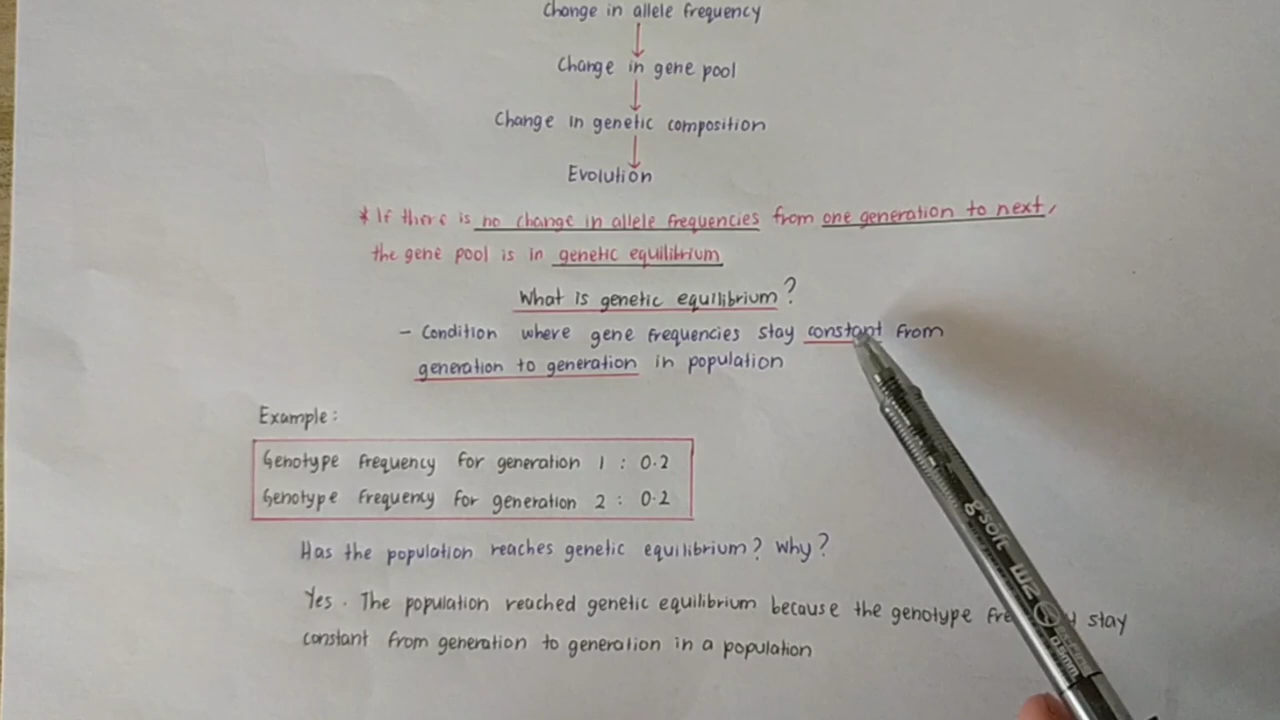 Change in allele frequency
Change in gene pool
Change in genetic composition
Evolution
* If there is no change in allele frequencies from one generation to next,
the gene pool is in genetic equilibrium
What is genetic equilibrium?
- Condition where gene frequencies stay constant from
generation to generation in population
Example:
Genotype frequency for generation 1 : 0.2
Genotype frequency for generation 2 : 0.2
Has the population reaches genetic equilibrium? Why?
Yes. The population reached genetic equilibrium because the genotype stay
constant from generation to generation in a population
g-soft